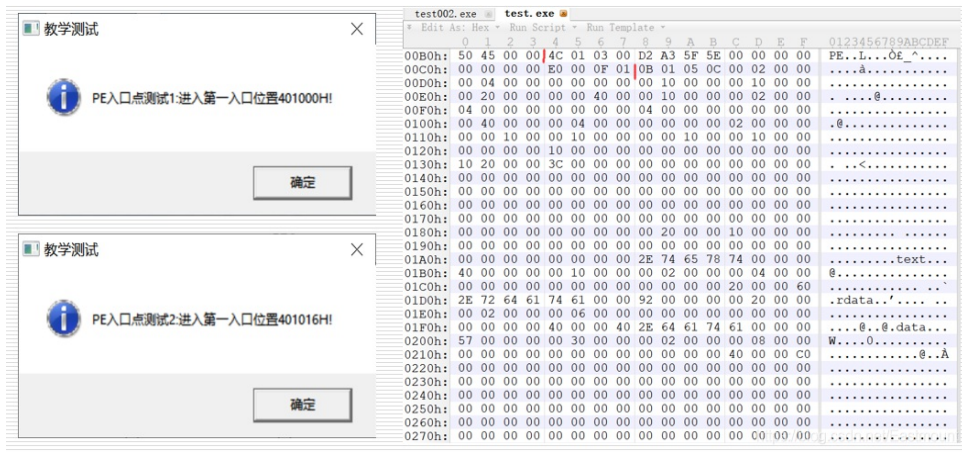 教学测试
PE入口点测试1:进入第一入口位置401000H!
确定
教学测试
PE入口点测试2:进入第一入口位置401016H!
确定
test002.exe test.exe
Edit As: Hex Run Script Run Template
0 1 2 3 4 5 6 7 8 9 A B C D E F 0123456789ABCDEF
00B0h: 50 45 00 00 4C 01 03 00 D2 A3 5F 5E 00 00 00 00 PE..L...Ò£_^....
00C0h: 00 00 00 00 E0 00 0F 01 0B 01 05 0C 00 02 00 00 ....à...........
00D0h: 00 04 00 00 00 00 00 00 00 10 00 00 00 10 00 00 ................
00E0h: 00 20 00 00 00 00 40 00 00 10 00 00 00 02 00 00 . ....@.........
00F0h: 04 00 00 00 00 00 00 00 04 00 00 00 00 00 00 00 ................
0100h: 00 40 00 00 00 04 00 00 00 00 00 00 02 00 00 00 .@..............
0110h: 00 00 10 00 00 10 00 00 00 00 10 00 00 10 00 00 ................
0120h: 00 00 00 00 10 00 00 00 00 00 00 00 00 00 00 00 ................
0130h: 10 20 00 00 3C 00 00 00 00 00 00 00 00 00 00 00 . ..<...........
0140h: 00 00 00 00 00 00 00 00 00 00 00 00 00 00 00 00 ................
0150h: 00 00 00 00 00 00 00 00 00 00 00 00 00 00 00 00 ................
0160h: 00 00 00 00 00 00 00 00 00 00 00 00 00 00 00 00 ................
0170h: 00 00 00 00 00 00 00 00 00 00 00 00 00 00 00 00 ................
0180h: 00 00 00 00 00 00 00 00 00 20 00 00 10 00 00 00 ......... ......
0190h: 00 00 00 00 00 00 00 00 00 00 00 00 00 00 00 00 ................
01A0h: 00 00 00 00 00 00 00 00 2E 74 65 78 74 00 00 00 .........text...
01B0h: 40 00 00 00 00 10 00 00 00 02 00 00 00 04 00 00 @...............
01C0h: 00 00 00 00 00 00 00 00 00 00 00 00 20 00 00 60 ............ ..`
01D0h: 2E 72 64 61 74 61 00 00 92 00 00 00 00 20 00 00 .rdata..’.... ..
01E0h: 00 02 00 00 00 06 00 00 00 00 00 00 00 00 00 00 ................
01F0h: 00 00 00 00 40 00 00 40 2E 64 61 74 61 00 00 00 ....@..@.data...
0200h: 57 00 00 00 00 30 00 00 00 02 00 00 00 08 00 00 W....0..........
0210h: 00 00 00 00 00 00 00 00 00 00 00 00 40 00 00 C0 ............@..À
0220h: 00 00 00 00 00 00 00 00 00 00 00 00 00 00 00 00 ................
0230h: 00 00 00 00 00 00 00 00 00 00 00 00 00 00 00 00 ................
0240h: 00 00 00 00 00 00 00 00 00 00 00 00 00 00 00 00 ................
0250h: 00 00 00 00 00 00 00 00 00 00 00 00 00 00 00 00 ................
0260h: 00 00 00 00 00 00 00 00 00 00 00 00 00 00 00 00 ................
0270h: 00 00 00 00 00 00 00 00 00 00 00 00 00 00 00 00